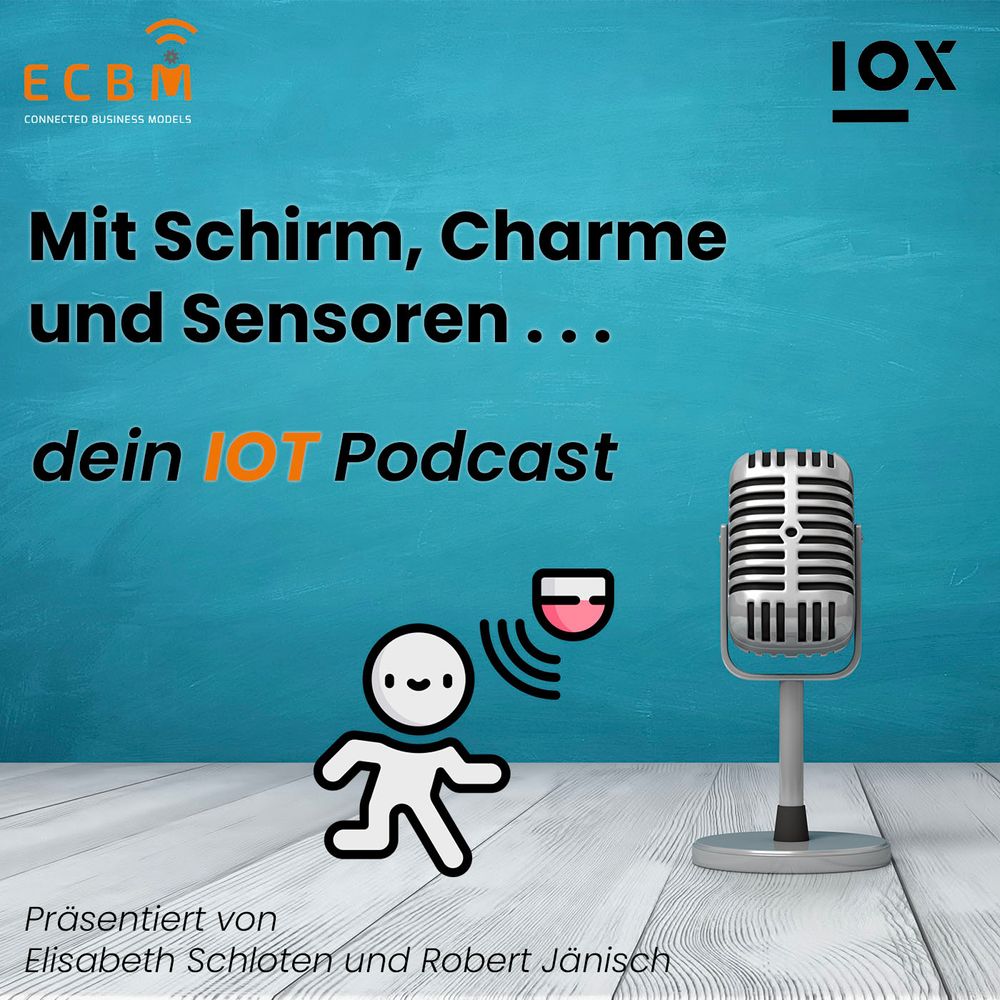 ECBM
CONNECTED BUSINESS MODELS
IOX
Mit Schirm, Charme
und Sensoren . . .
dein IOT Podcast
Präsentiert von
Elisabeth Schloten und Robert Jänisch